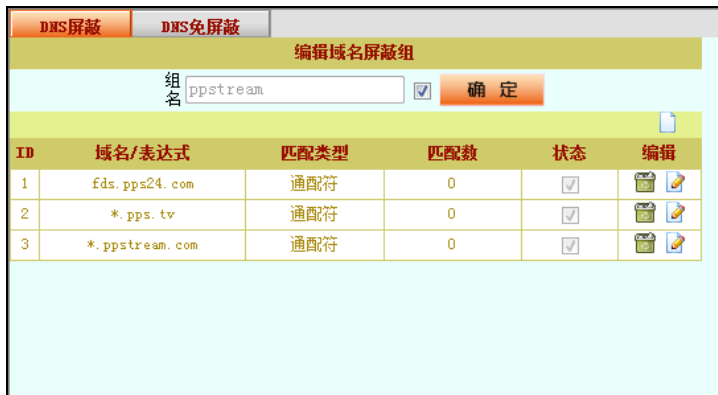 DNS屏蔽 DNS免屏蔽
编辑域名屏蔽组
组名 ppstream 确 定
ID 域名/表达式 匹配类型 匹配数 状态 编辑
1 fds.pps24.com 通配符 0
2 *.pps.tv 通配符 0
3 *.ppstream.com 通配符 0